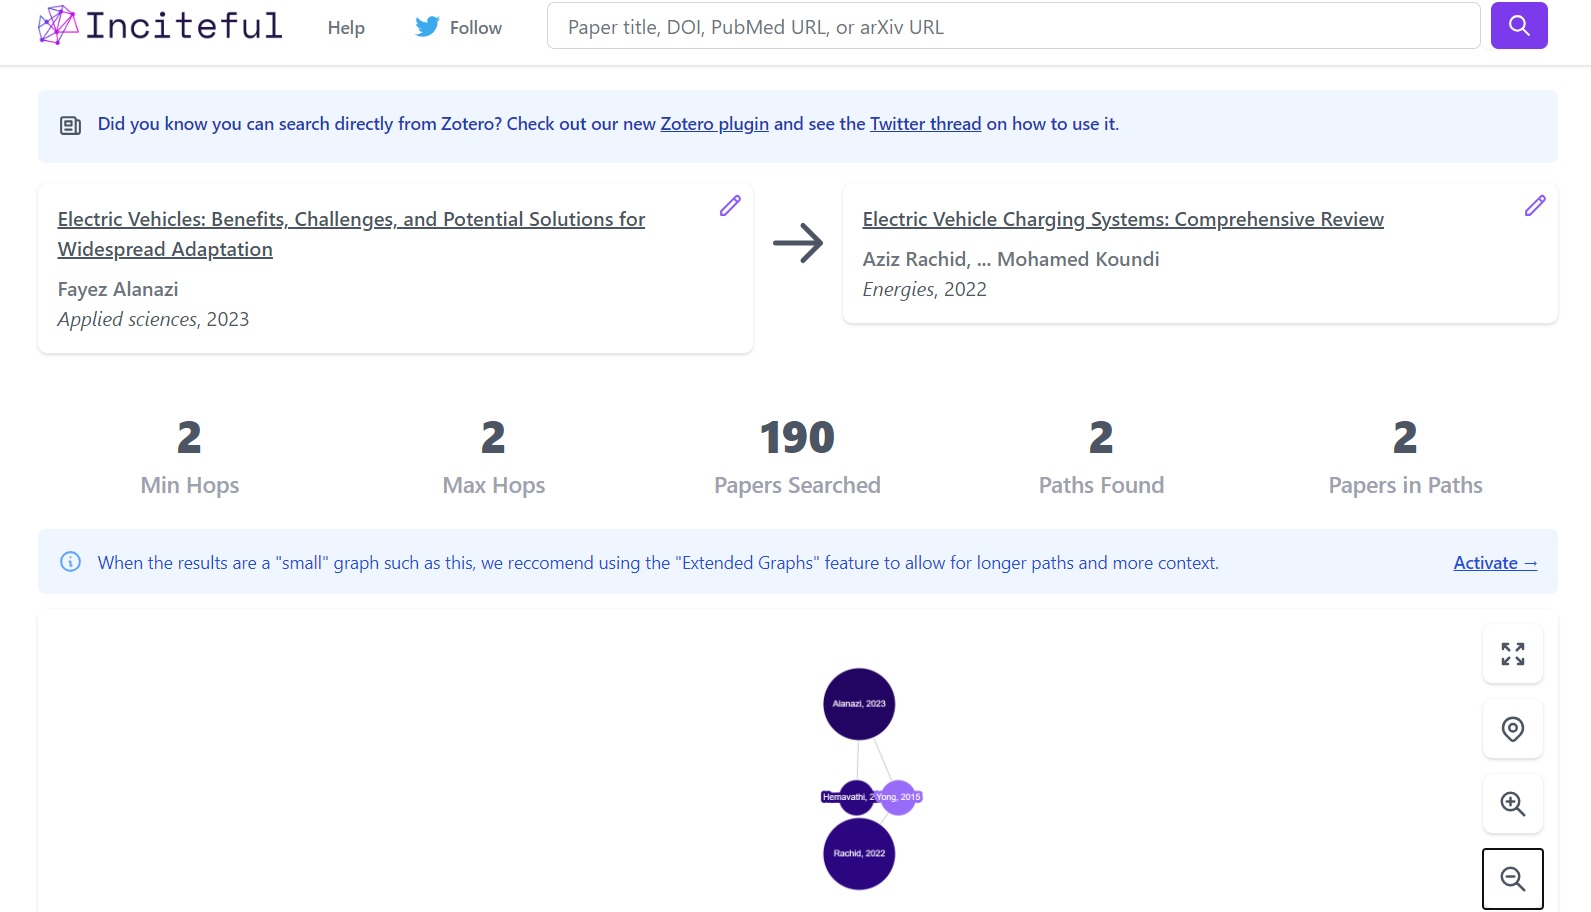 Inciteful
Help
Follow
Paper title, DOI, PubMed URL, or arXiv URL
Did you know you can search directly from Zotero? Check out our new Zotero plugin and see the Twitter thread on how to use it.
Electric Vehicles: Benefits, Challenges, and Potential Solutions for
Widespread Adaptation
Fayez Alanazi
Applied sciences, 2023
Electric Vehicle Charging Systems: Comprehensive Review
Aziz Rachid, ... Mohamed Koundi
Energies, 2022
2
Min Hops
2
Max Hops
190
Papers Searched
2
Paths Found
2
Papers in Paths
When the results are a "small" graph such as this, we reccomend using the "Extended Graphs" feature to allow for longer paths and more context.
Activate →
Alanazi, 2023
Hemavathi, 2
Yong, 2015
Rachid, 2022